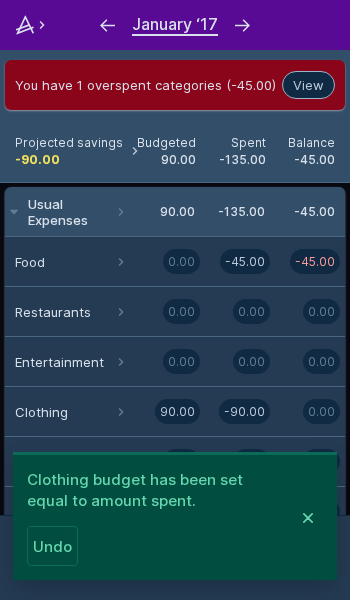 January ‘17
You have 1 overspent categories (-45.00) View
Projected savings Budgeted Spent Balance
-90.00 90.00 -135.00 -45.00
Usual
Expenses 90.00 -135.00 -45.00
Food 0.00 -45.00 -45.00
Restaurants 0.00 0.00 0.00
Entertainment 0.00 0.00 0.00
Clothing 90.00 -90.00 0.00
Clothing budget has been set
equal to amount spent.
Undo